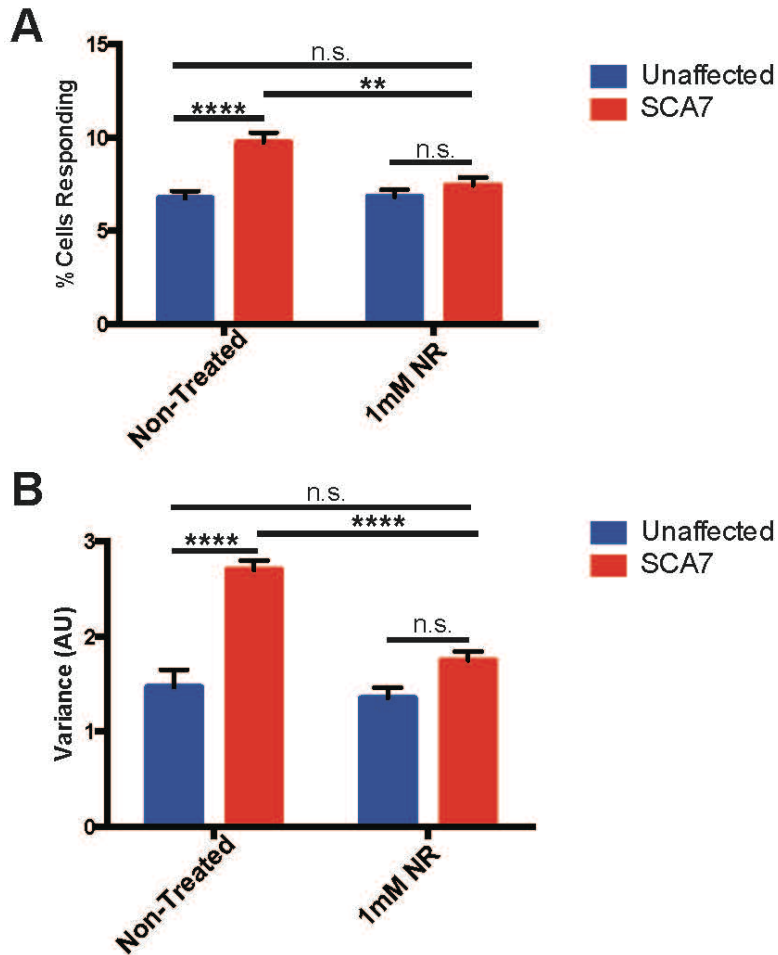 A
15
10
5
0
% Cells Responding
n.s.
**
****
n.s.
Unaffected
SCA7
Non-Treated
1mM NR
B
3
2
1
0
Variance (AU)
n.s.
****
****
n.s.
Unaffected
SCA7
Non-Treated
1mM NR